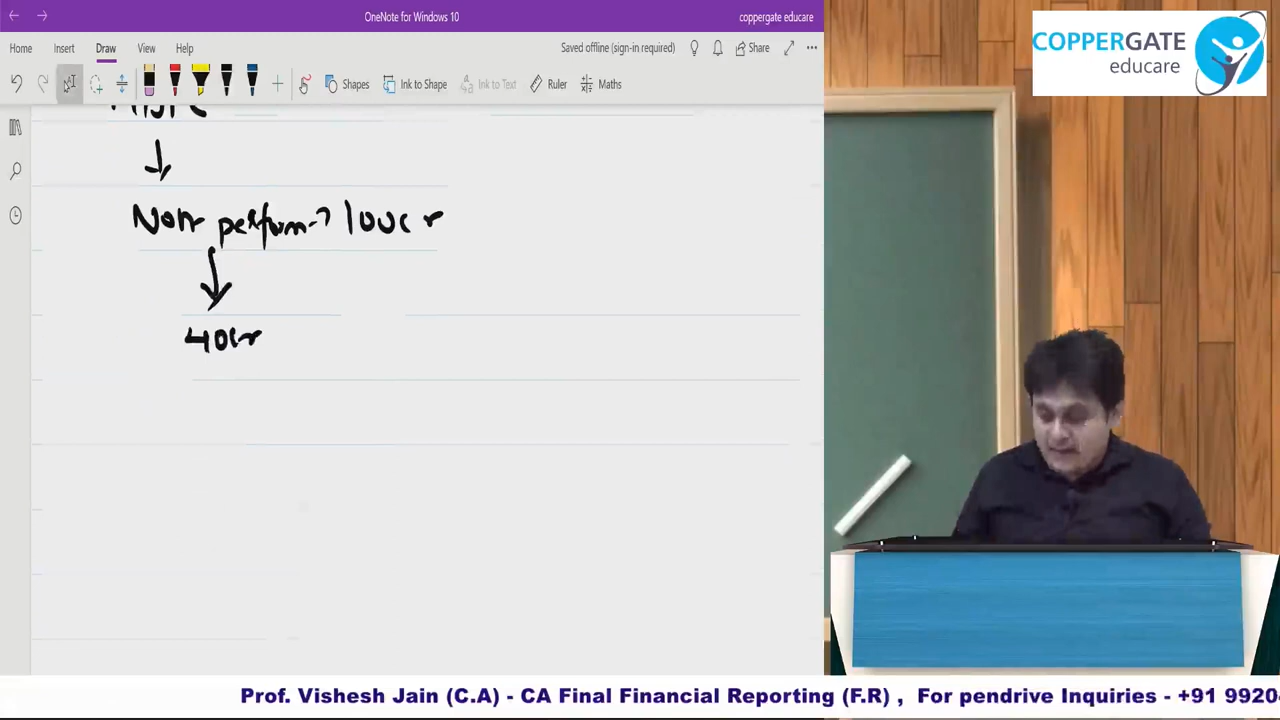 OneNote for Windows 10
coppergate educare
Home Insert Draw View Help
Saved offline (sign-in required)
Share
Shapes
Ink to Shape
Ink to Text
Ruler
Maths
COPPERGATE
educare
Non perform → 100cr
40cr
Prof. Vishesh Jain (C.A) - CA Final Financial Reporting (F.R) , For pendrive Inquiries - +91 9920